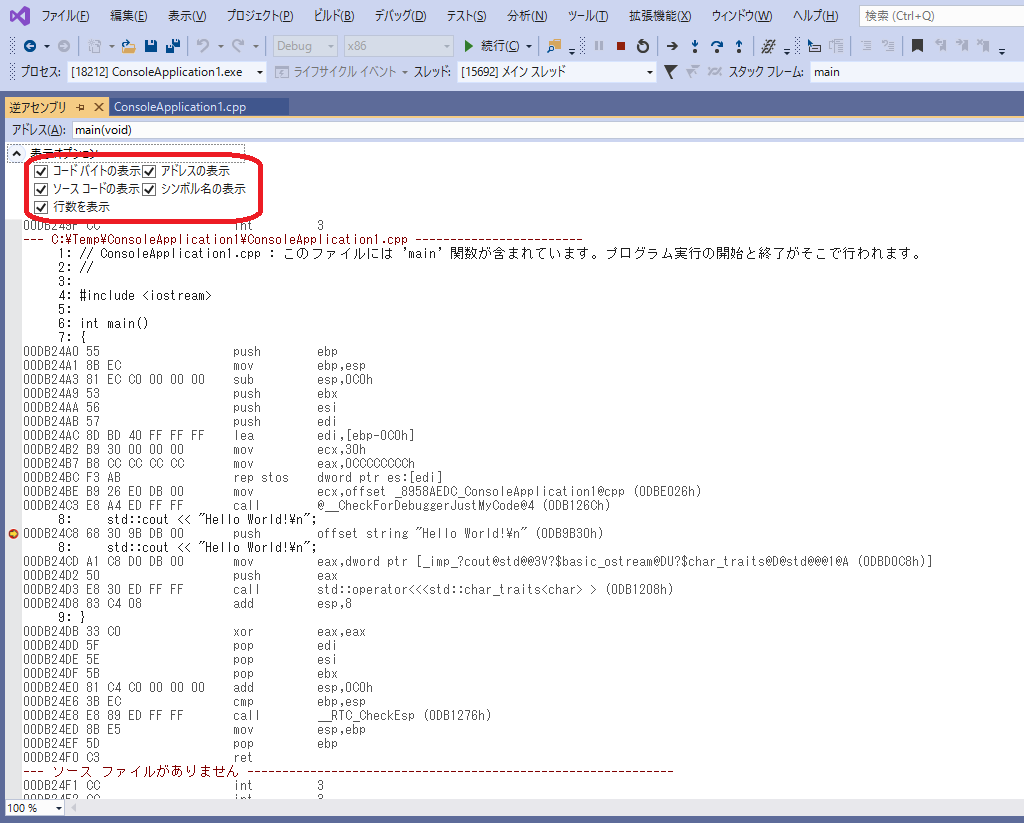 ファイル(F) 編集(E) 表示(V) プロジェクト(P) ビルド(B) デバッグ(D) テスト(S) 分析(N) ツール(T) 拡張機能(X) ウィンドウ(W) ヘルプ(H) 検索 (Ctrl+Q)
Debug x86 続行(C)
プロセス: [18212] ConsoleApplication1.exe ライフサイクル イベント スレッド: [15692] メイン スレッド スタック フレーム: main
逆アセンブリ ConsoleApplication1.cpp
アドレス(A): main(void)
表示オプション
コード バイトの表示 アドレスの表示
ソース コードの表示 シンボル名の表示
行数を表示
00DB249F CC int 3
--- C:¥Temp¥ConsoleApplication1¥ConsoleApplication1.cpp ------------------------
1: // ConsoleApplication1.cpp : このファイルには 'main' 関数が含まれています。プログラム実行の開始と終了がそこで行われます。
2: //
3:
4: #include <iostream>
5:
6: int main()
7: {
00DB24A0 55 push ebp
00DB24A1 8B EC mov ebp,esp
00DB24A3 81 EC C0 00 00 00 sub esp,0C0h
00DB24A9 53 push ebx
00DB24AA 56 push esi
00DB24AB 57 push edi
00DB24AC 8D BD 40 FF FF FF lea edi,[ebp-0C0h]
00DB24B2 B9 30 00 00 00 mov ecx,30h
00DB24B7 B8 CC CC CC CC mov eax,0CCCCCCCCh
00DB24BC F3 AB rep stos dword ptr es:[edi]
00DB24BE B9 26 E0 DB 00 mov ecx,offset _8958AEDC_ConsoleApplication1@cpp (0DBE026h)
00DB24C3 E8 A4 ED FF FF call @__CheckForDebuggerJustMyCode@4 (0DB126Ch)
8: std::cout << "Hello World!¥n";
00DB24C8 68 30 9B DB 00 push offset string "Hello World!¥n" (0DB9B30h)
8: std::cout << "Hello World!¥n";
00DB24CD A1 C8 D0 DB 00 mov eax,dword ptr [_imp_?cout@std@@3V?$basic_ostream@DU?$char_traits@D@std@@@1@A (0DBD0C8h)]
00DB24D2 50 push eax
00DB24D3 E8 30 ED FF FF call std::operator<<<std::char_traits<char> > (0DB1208h)
00DB24D8 83 C4 08 add esp,8
9: }
00DB24DB 33 C0 xor eax,eax
00DB24DD 5F pop edi
00DB24DE 5E pop esi
00DB24DF 5B pop ebx
00DB24E0 81 C4 C0 00 00 00 add esp,0C0h
00DB24E6 3B EC cmp ebp,esp
00DB24E8 E8 89 ED FF FF call __RTC_CheckEsp (0DB1276h)
00DB24ED 8B E5 mov esp,ebp
00DB24EF 5D pop ebp
00DB24F0 C3 ret
--- ソース ファイルがありません -------------------------------------------------------------
00DB24F1 CC int 3
00DB24F2 CC int 3
100 %